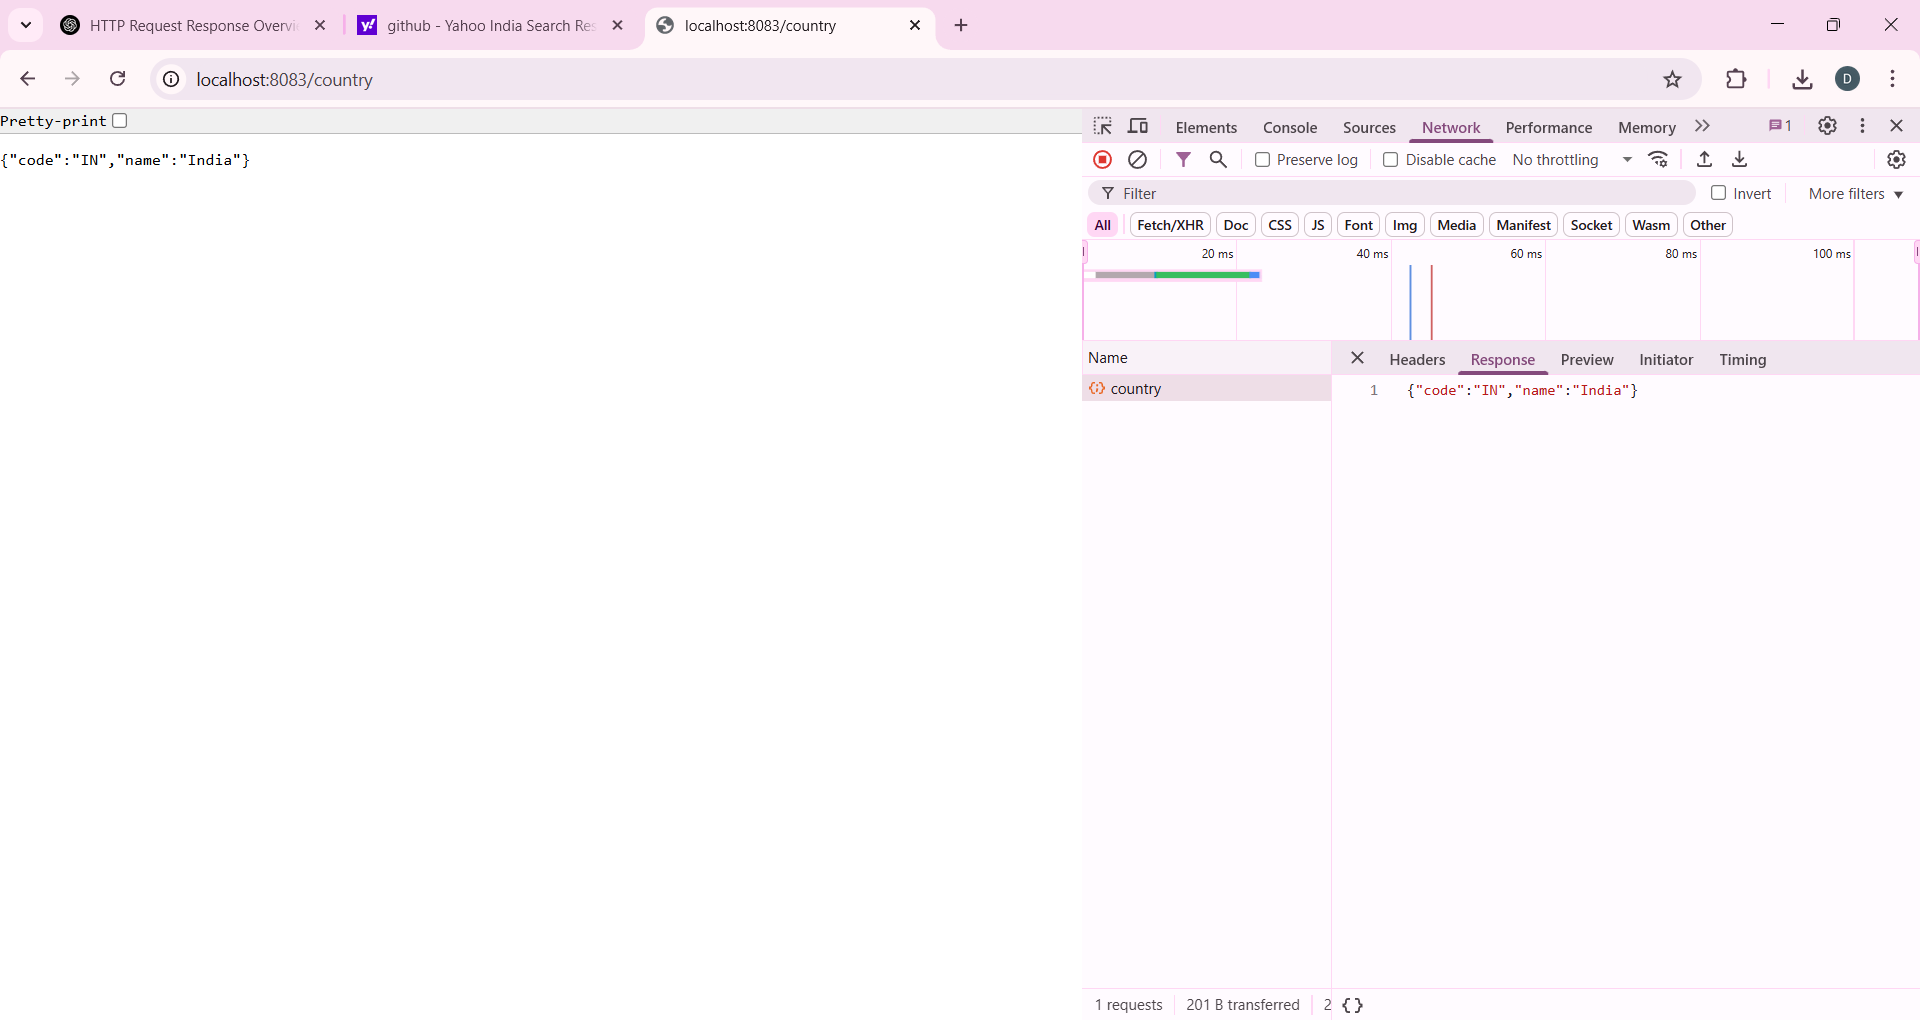 HTTP Request Response Overvi
github - Yahoo India Search Res
localhost:8083/country
localhost:8083/country
D
Pretty-print
{"code":"IN","name":"India"}
Elements Console Sources Network Performance Memory 1
Preserve log Disable cache No throttling
Filter Invert More filters
All Fetch/XHR Doc CSS JS Font Img Media Manifest Socket Wasm Other
20 ms 40 ms 60 ms 80 ms 100 ms
Name Headers Response Preview Initiator Timing
country
1 {"code":"IN","name":"India"}
1 requests 201 B transferred 2 {}